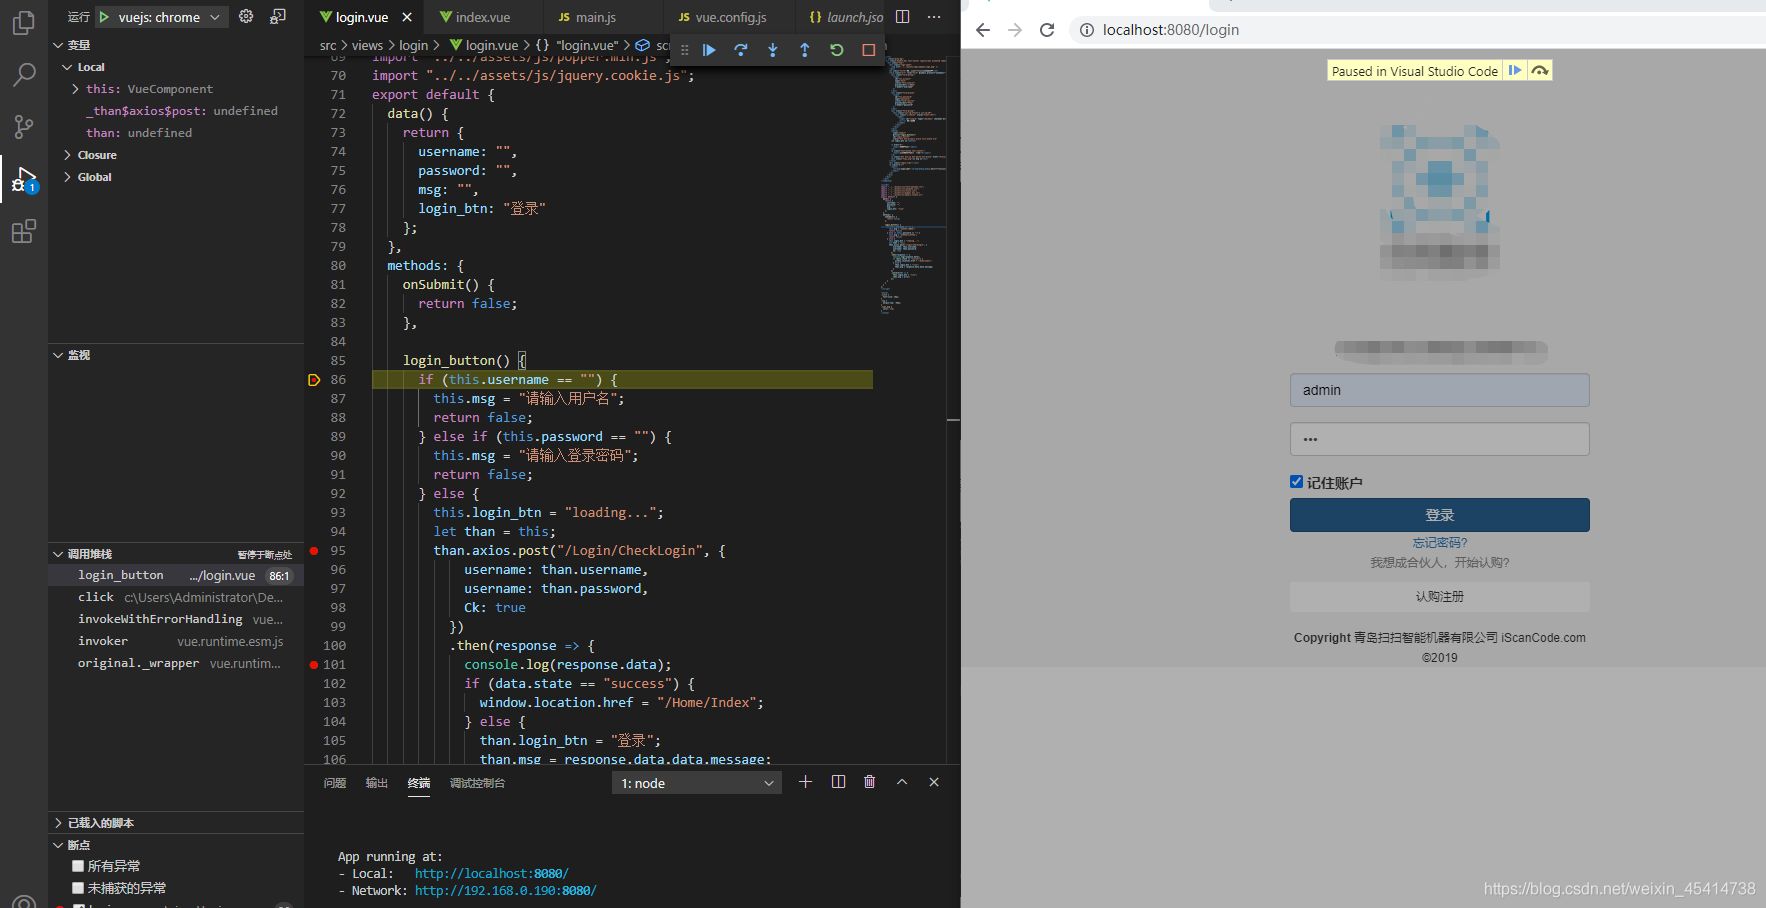 运行 vuejs: chrome
变量
Local
this: VueComponent
_than$axios$post: undefined
than: undefined
Closure
Global
监视
调用堆栈 暂停于断点处
login_button .../login.vue 86:1
click c:\Users\Administrator\De...
invokeWithErrorHandling vue...
invoker vue.runtime.esm.js
original._wrapper vue.runtim...
已载入的脚本
断点
所有异常
未捕获的异常
login.vue index.vue main.js vue.config.js launch.jso
src > views > login > login.vue > {} "login.vue" > scr
69 import "../../assets/js/popper.min.js";
70 import "../../assets/js/jquery.cookie.js";
71 export default {
72 data() {
73 return {
74 username: "",
75 password: "",
76 msg: "",
77 login_btn: "登录"
78 };
79 },
80 methods: {
81 onSubmit() {
82 return false;
83 },
84
85 login_button() {
86 if (this.username == "") {
87 this.msg = "请输入用户名";
88 return false;
89 } else if (this.password == "") {
90 this.msg = "请输入登录密码";
91 return false;
92 } else {
93 this.login_btn = "loading...";
94 let than = this;
95 than.axios.post("/Login/CheckLogin", {
96 username: than.username,
97 username: than.password,
98 Ck: true
99 })
100 .then(response => {
101 console.log(response.data);
102 if (data.state == "success") {
103 window.location.href = "/Home/Index";
104 } else {
105 than.login_btn = "登录";
106 than.msg = response.data.data.message;
问题 输出 终端 调试控制台 1: node
App running at:
- Local: http://localhost:8080/
- Network: http://192.168.0.190:8080/
localhost:8080/login
Paused in Visual Studio Code
admin
•••
记住账户
登录
忘记密码?
我想成合伙人，开始认购?
认购注册
Copyright 青岛扫扫智能机器有限公司 iScanCode.com
©2019
https://blog.csdn.net/weixin_45414738